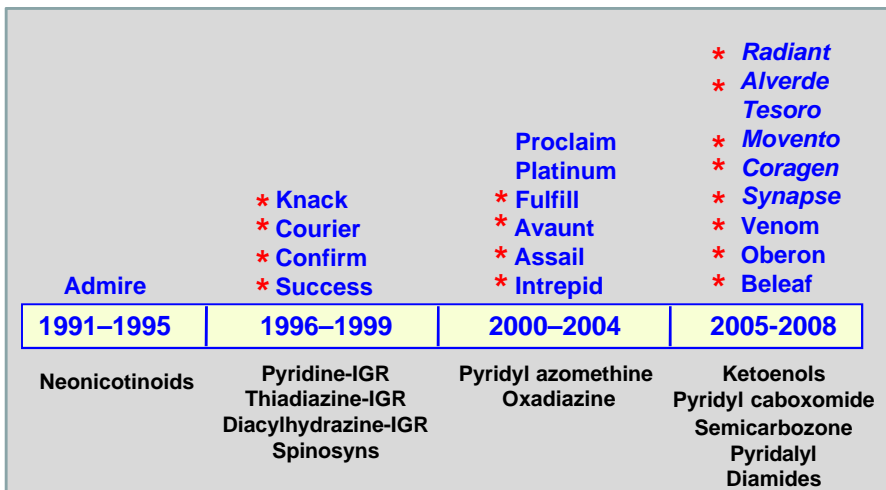 * Radiant
* Alverde
Tesoro
* Movento
* Coragen
* Synapse
* Venom
* Oberon
* Beleaf
Proclaim
Platinum
* Fulfill
* Avaunt
* Assail
* Intrepid
* Knack
* Courier
* Confirm
* Success
Admire
1991–1995
1996–1999
2000–2004
2005-2008
Neonicotinoids
Pyridine-IGR
Thiadiazine-IGR
Diacylhydrazine-IGR
Spinosyns
Pyridyl azomethine
Oxadiazine
Ketoenols
Pyridyl caboxomide
Semicarbozone
Pyridalyl
Diamides